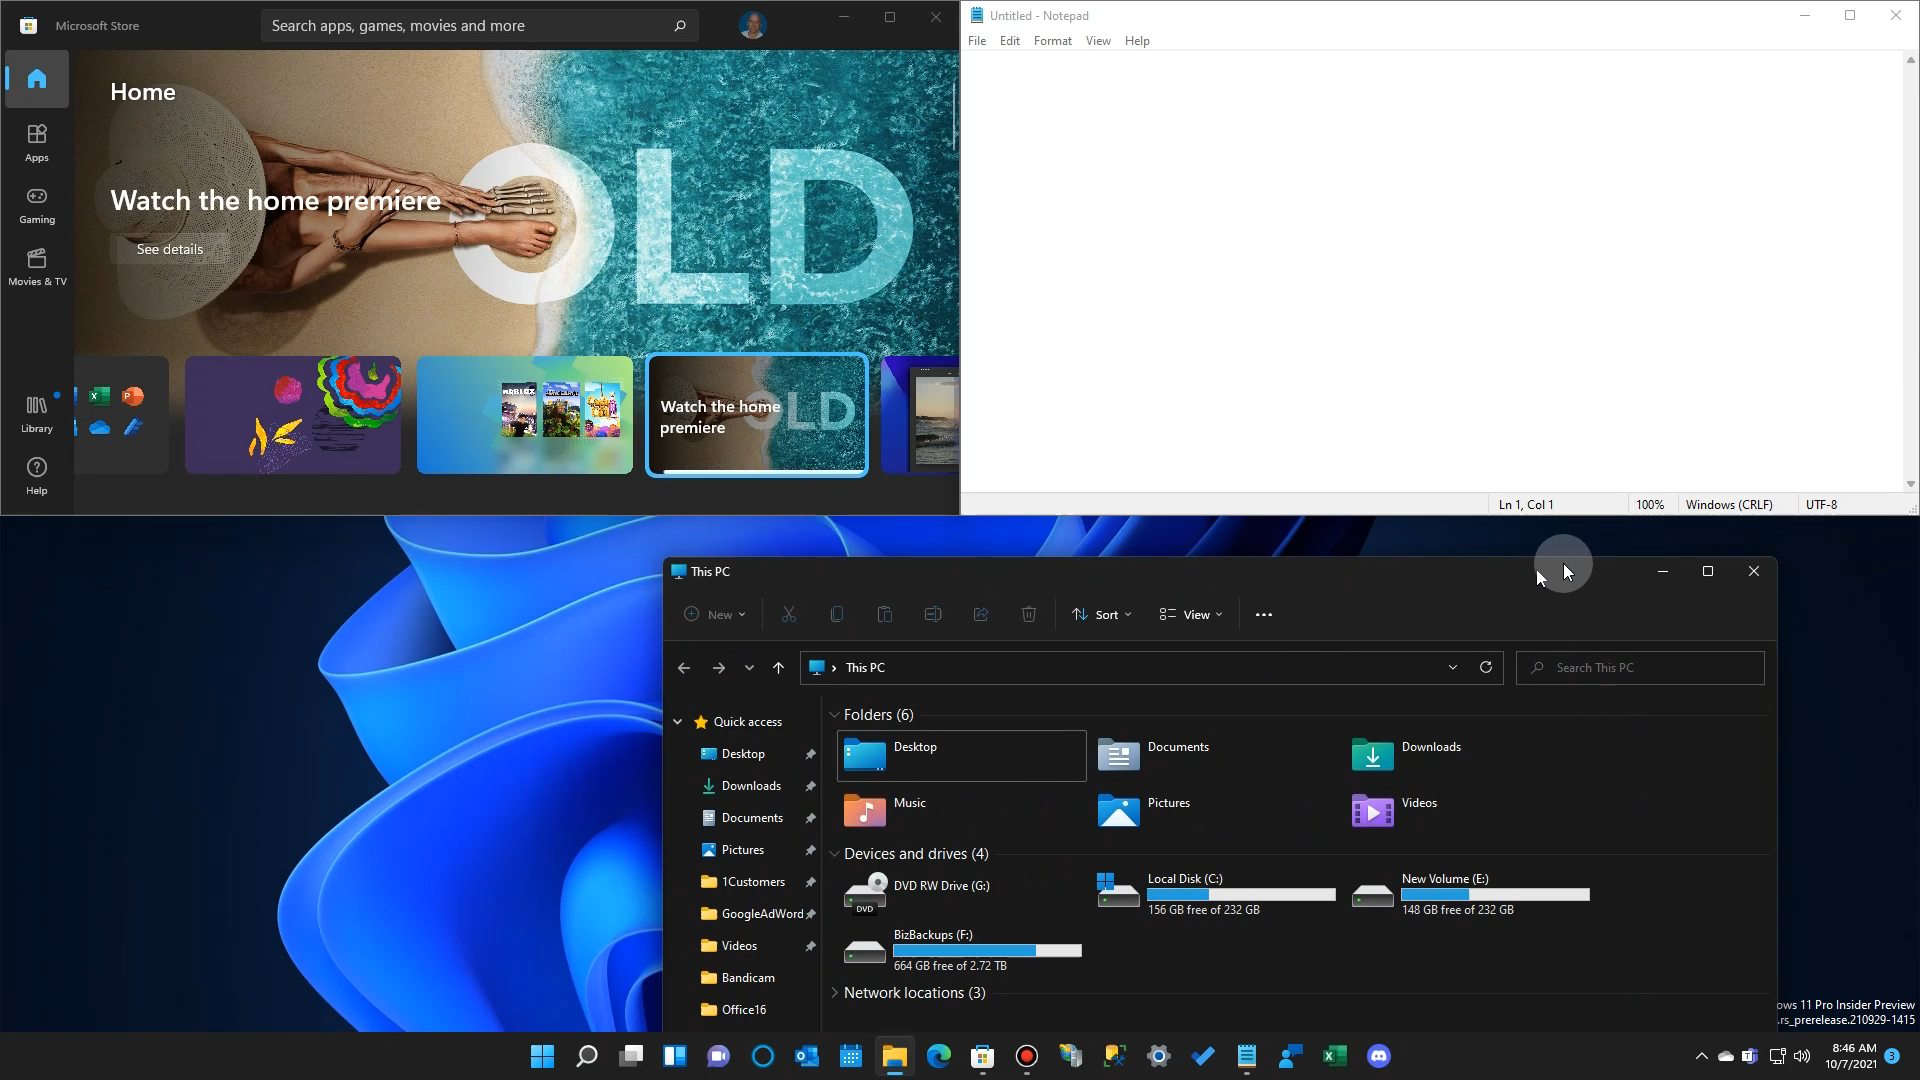 Microsoft Store
Search apps, games, movies and more
Home
Apps
Gaming
Movies & TV
Library
Help
OLD
Watch the home premiere
See details
X
P
ROBLOX
Watch the home
premiere
OLD
Untitled - Notepad
File Edit Format View Help
Ln 1, Col 1
100%
Windows (CRLF)
UTF-8
This PC
New
Sort
View
This PC
Search This PC
Quick access
Desktop
Downloads
Documents
Pictures
1Customers
GoogleAdWord
Videos
Bandicam
Office16
Folders (6)
Desktop
Documents
Downloads
Music
Pictures
Videos
Devices and drives (4)
DVD RW Drive (G:)
DVD
Local Disk (C:)
156 GB free of 232 GB
New Volume (E:)
148 GB free of 232 GB
BizBackups (F:)
664 GB free of 2.72 TB
Network locations (3)
ows 11 Pro Insider Preview
.rs_prerelease.210929-1415
8:46 AM
10/7/2021
3